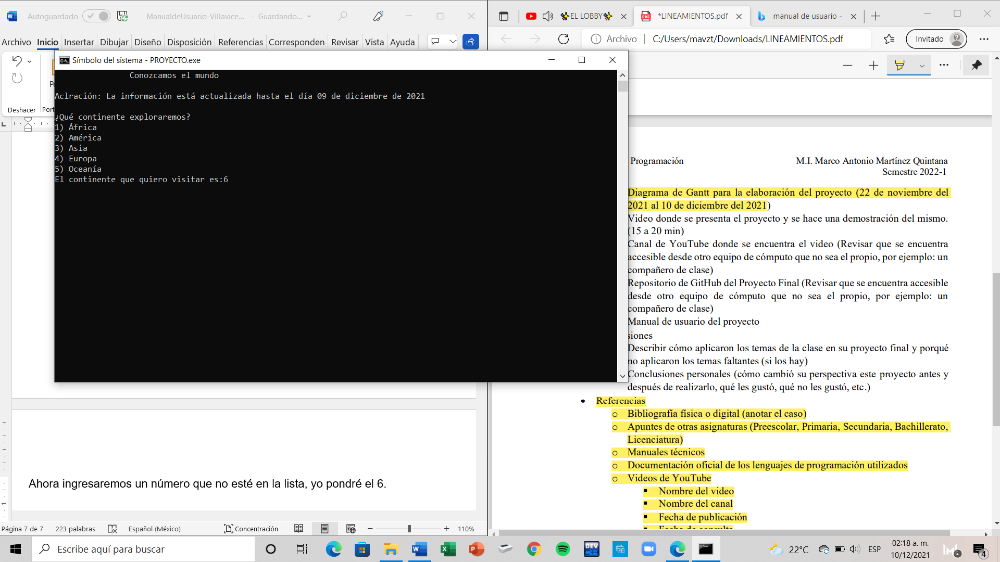 Autoguardado
ManualdeUsuario-Villavice... - Guardando...
Archivo Inicio Insertar Dibujar Diseño Disposición Referencias Corresponden Revisar Vista Ayuda
Deshacer
Símbolo del sistema - PROYECTO.exe
Conozcamos el mundo
Aclración: La información está actualizada hasta el día 09 de diciembre de 2021
¿Qué continente exploraremos?
1) África
2) América
3) Asia
4) Europa
5) Oceanía
El continente que quiero visitar es:6
Ahora ingresaremos un número que no esté en la lista, yo pondré el 6.
Página 7 de 7 223 palabras Español (México) Concentración 110%
✨EL LOBBY✨ *LINEAMIENTOS.pdf manual de usuario -
Archivo C:/Users/mavzt/Downloads/LINEAMIENTOS.pdf Invitado
Programación M.I. Marco Antonio Martínez Quintana
Semestre 2022-1
Diagrama de Gantt para la elaboración del proyecto (22 de noviembre del
2021 al 10 de diciembre del 2021)
Video donde se presenta el proyecto y se hace una demostración del mismo.
(15 a 20 min)
Canal de YouTube donde se encuentra el video (Revisar que se encuentra
accesible desde otro equipo de cómputo que no sea el propio, por ejemplo: un
compañero de clase)
Repositorio de GitHub del Proyecto Final (Revisar que se encuentra accesible
desde otro equipo de cómputo que no sea el propio, por ejemplo: un
compañero de clase)
Manual de usuario del proyecto
siones
Describir cómo aplicaron los temas de la clase en su proyecto final y porqué
no aplicaron los temas faltantes (si los hay)
Conclusiones personales (cómo cambió su perspectiva este proyecto antes y
después de realizarlo, qué les gustó, qué no les gustó, etc.)
• Referencias
o Bibliografía física o digital (anotar el caso)
o Apuntes de otras asignaturas (Preescolar, Primaria, Secundaria, Bachillerato,
Licenciatura)
o Manuales técnicos
o Documentación oficial de los lenguajes de programación utilizados
o Videos de YouTube
▪ Nombre del video
▪ Nombre del canal
▪ Fecha de publicación
▪ Fecha de consulta
Escribe aquí para buscar
DEV C++
22°C ESP
02:18 a. m.
10/12/2021
2
4